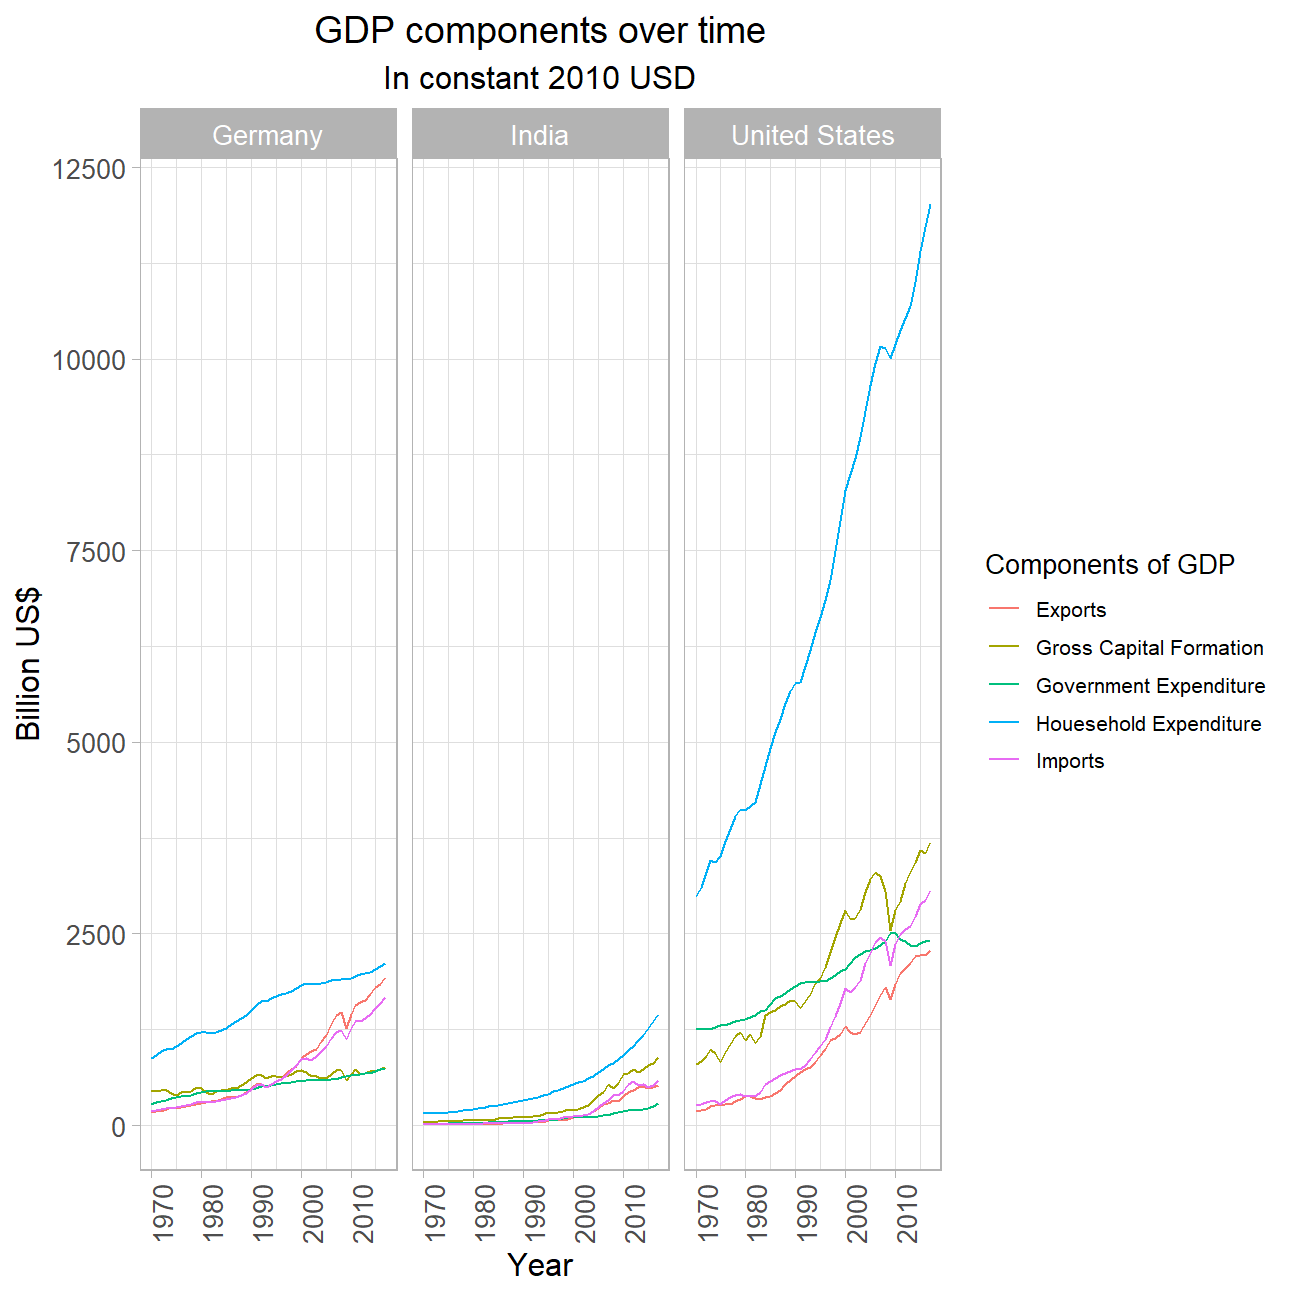 GDP components over time
In constant 2010 USD
Germany
India
United States
12500
10000
7500
5000
2500
0
Billion US$
1970
1980
1990
2000
2010
1970
1980
1990
2000
2010
1970
1980
1990
2000
2010
Year
Components of GDP
Exports
Gross Capital Formation
Government Expenditure
Houesehold Expenditure
Imports